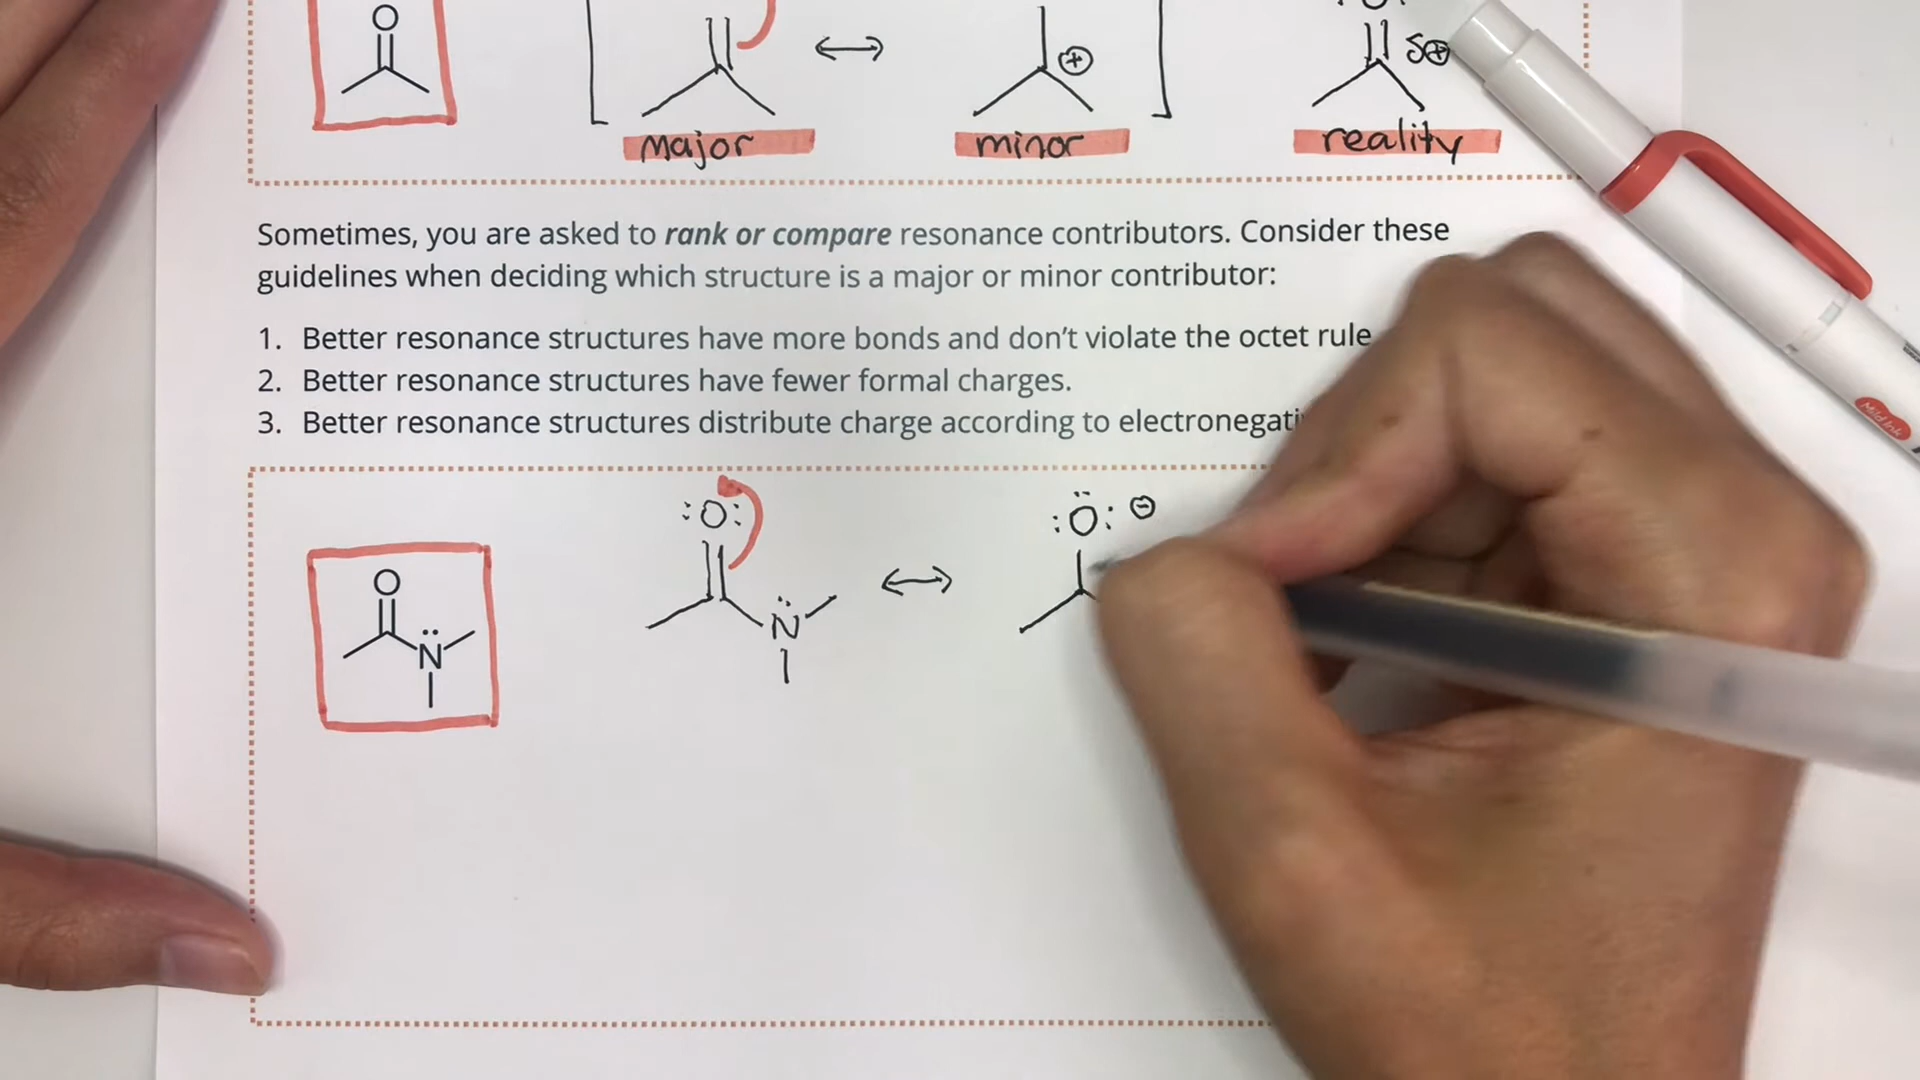 O
⊕
δ⊕
Major minor reality
Sometimes, you are asked to rank or compare resonance contributors. Consider these
guidelines when deciding which structure is a major or minor contributor:
1. Better resonance structures have more bonds and don't violate the octet rule
2. Better resonance structures have fewer formal charges.
3. Better resonance structures distribute charge according to
:O: :Ö: ⊖
O
N̈
N̈
Mild Ink